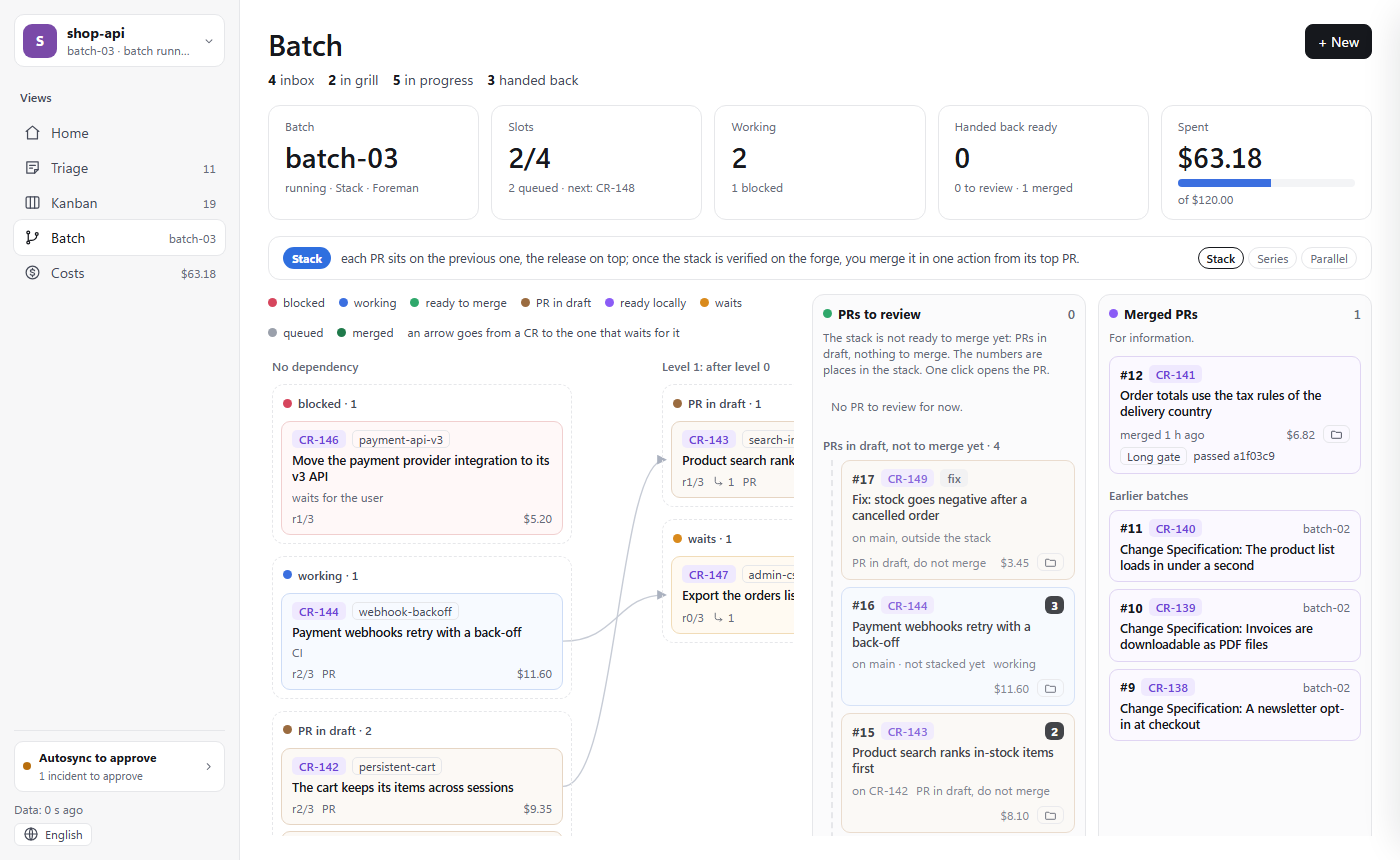 S
shop-api
batch-03 · batch runn...
Views
Home
Triage 11
Kanban 19
Batch batch-03
Costs $63.18
Autosync to approve
1 incident to approve
Data: 0 s ago
English
Batch
+ New
4 inbox 2 in grill 5 in progress 3 handed back
Batch
batch-03
running · Stack · Foreman
Slots
2/4
2 queued · next: CR-148
Working
2
1 blocked
Handed back ready
0
0 to review · 1 merged
Spent
$63.18
of $120.00
Stack each PR sits on the previous one, the release on top; once the stack is verified on the forge, you merge it in one action from its top PR. Stack Series Parallel
blocked working ready to merge PR in draft ready locally waits
queued merged an arrow goes from a CR to the one that waits for it
No dependency
blocked · 1
CR-146 payment-api-v3
Move the payment provider integration to its
v3 API
waits for the user
r1/3 $5.20
working · 1
CR-144 webhook-backoff
Payment webhooks retry with a back-off
CI
r2/3 PR $11.60
PR in draft · 2
CR-142 persistent-cart
The cart keeps its items across sessions
r2/3 PR $9.35
Level 1: after level 0
PR in draft · 1
CR-143
Product search rank
r1/3 ↳ 1 PR
waits · 1
CR-147
Export the orders
r0/3 ↳ 1
PRs to review 0
The stack is not ready to merge yet: PRs in
draft, nothing to merge. The numbers are
places in the stack. One click opens the PR.
No PR to review for now.
PRs in draft, not to merge yet · 4
#17 CR-149 fix
Fix: stock goes negative after a
cancelled order
on main, outside the stack
PR in draft, do not merge $3.45
#16 CR-144 3
Payment webhooks retry with a
back-off
on main · not stacked yet working
$11.60
#15 CR-143 2
Product search ranks in-stock items
first
on CR-142 PR in draft, do not merge
$8.10
Merged PRs 1
For information.
#12 CR-141
Order totals use the tax rules of the
delivery country
merged 1 h ago $6.82
Long gate passed a1f03c9
Earlier batches
#11 CR-140 batch-02
Change Specification: The product list
loads in under a second
#10 CR-139 batch-02
Change Specification: Invoices are
downloadable as PDF files
#9 CR-138 batch-02
Change Specification: A newsletter opt-
in at checkout